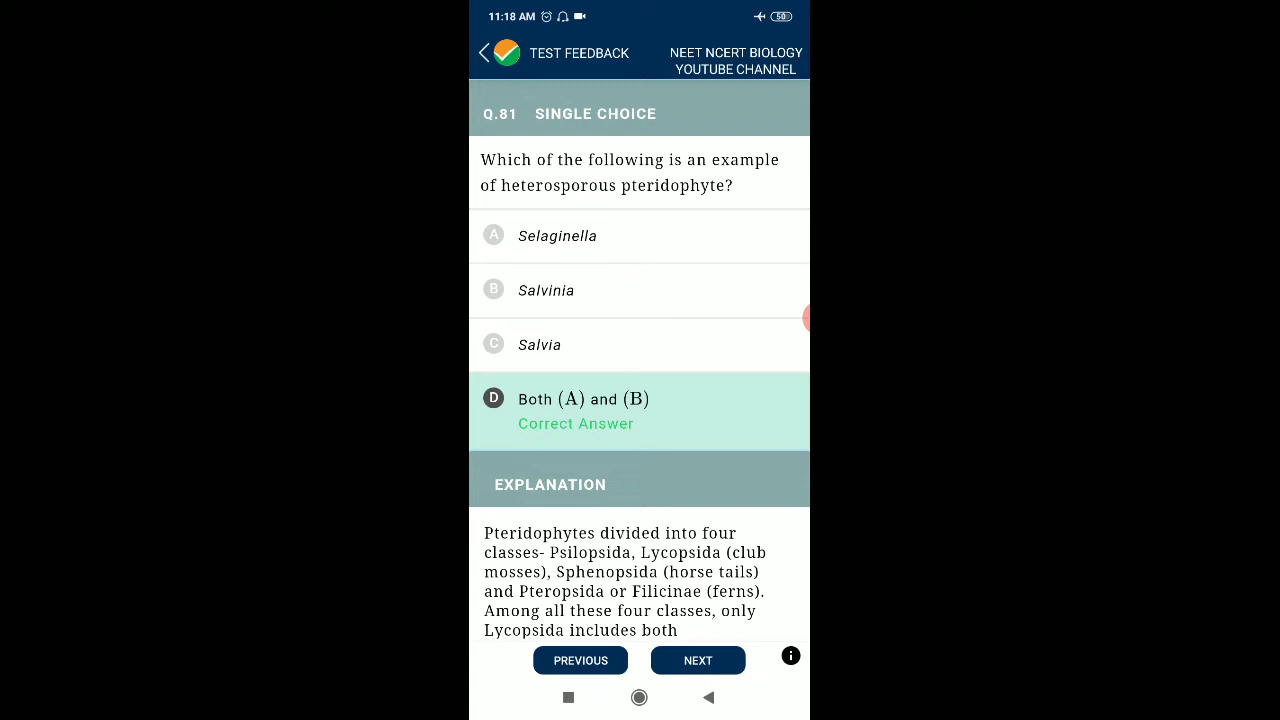 11:18 AM
50
TEST FEEDBACK
NEET NCERT BIOLOGY
YOUTUBE CHANNEL
Q.81 SINGLE CHOICE
Which of the following is an example
of heterosporous pteridophyte?
A Selaginella
B Salvinia
C Salvia
D Both (A) and (B)
Correct Answer
EXPLANATION
Pteridophytes divided into four
classes- Psilopsida, Lycopsida (club
mosses), Sphenopsida (horse tails)
and Pteropsida or Filicinae (ferns).
Among all these four classes, only
Lycopsida includes both
PREVIOUS
NEXT